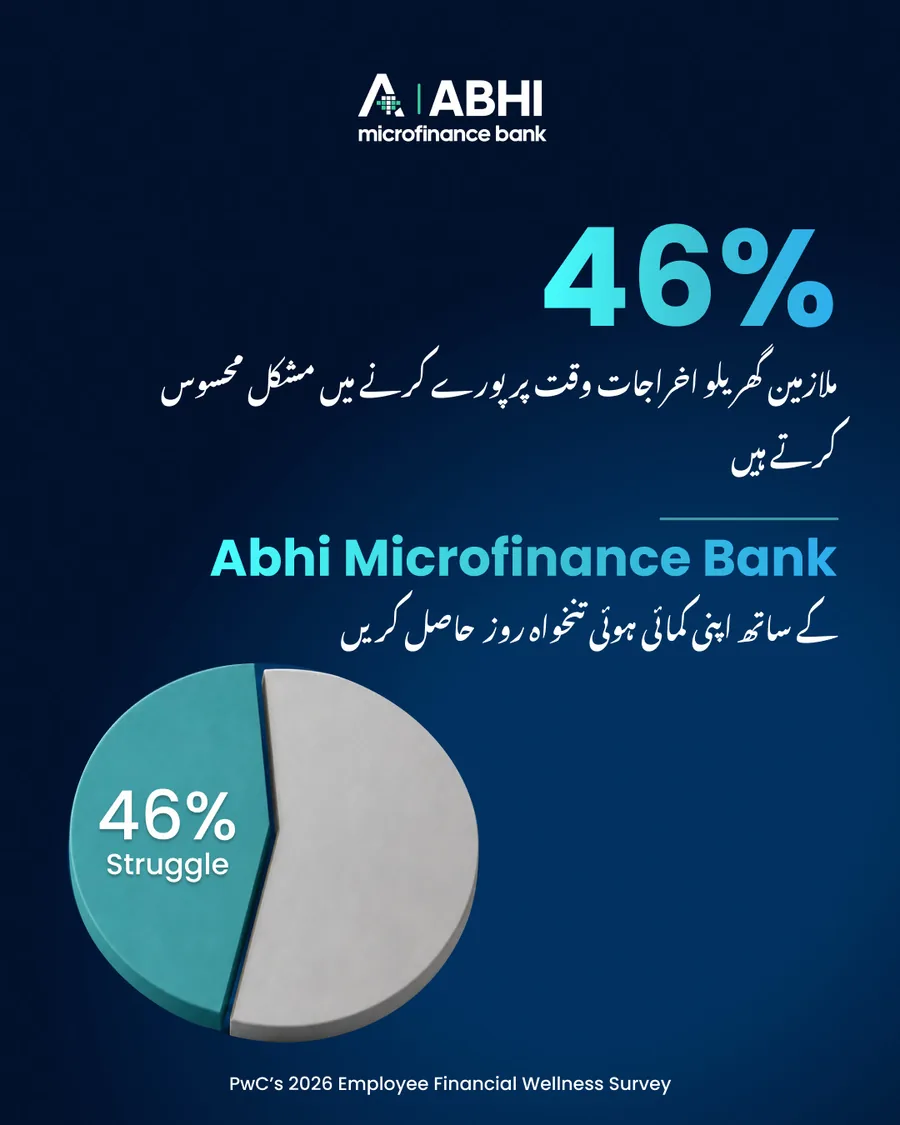 ABHI
microfinance bank
46%
ملازمین گھریلو اخراجات وقت پر پورے کرنے میں مشکل محسوس
کرتے ہیں
Abhi Microfinance Bank
کے ساتھ اپنی کمائی ہوئی تنخواہ روز حاصل کریں
46%
Struggle
PwC’s 2026 Employee Financial Wellness Survey